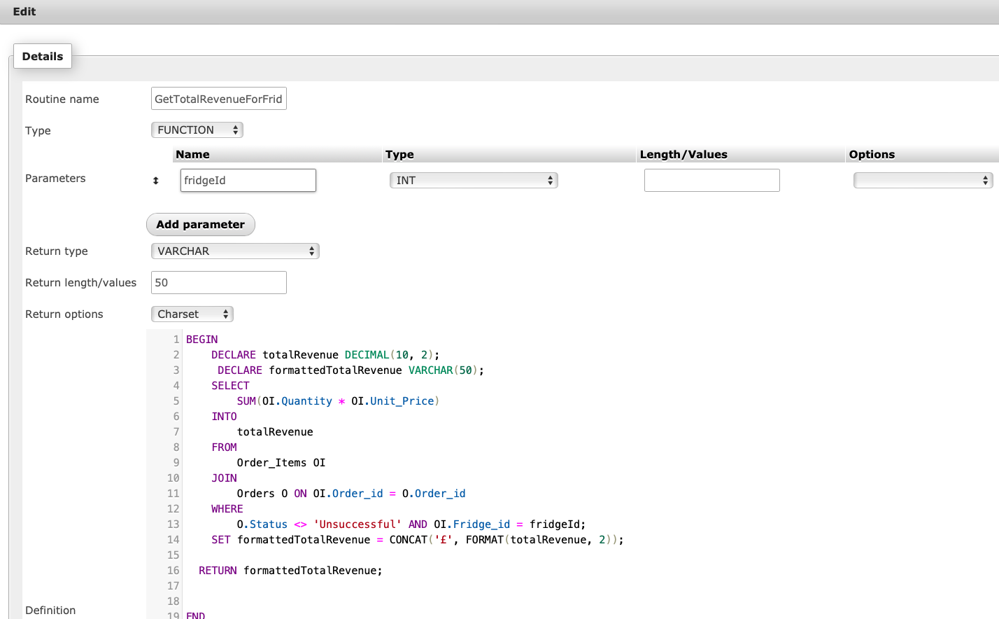 Edit
Details
Routine name GetTotalRevenueForFrid
Type FUNCTION
Name Type Length/Values Options
Parameters fridgeId INT
Add parameter
Return type VARCHAR
Return length/values 50
Return options Charset
1 BEGIN
2 DECLARE totalRevenue DECIMAL(10, 2);
3 DECLARE formattedTotalRevenue VARCHAR(50);
4 SELECT
5 SUM(OI.Quantity * OI.Unit_Price)
6 INTO
7 totalRevenue
8 FROM
9 Order_Items OI
10 JOIN
11 Orders O ON OI.Order_id = O.Order_id
12 WHERE
13 O.Status <> 'Unsuccessful' AND OI.Fridge_id = fridgeId;
14 SET formattedTotalRevenue = CONCAT('£', FORMAT(totalRevenue, 2));
15
16 RETURN formattedTotalRevenue;
17
18
Definition
19 END